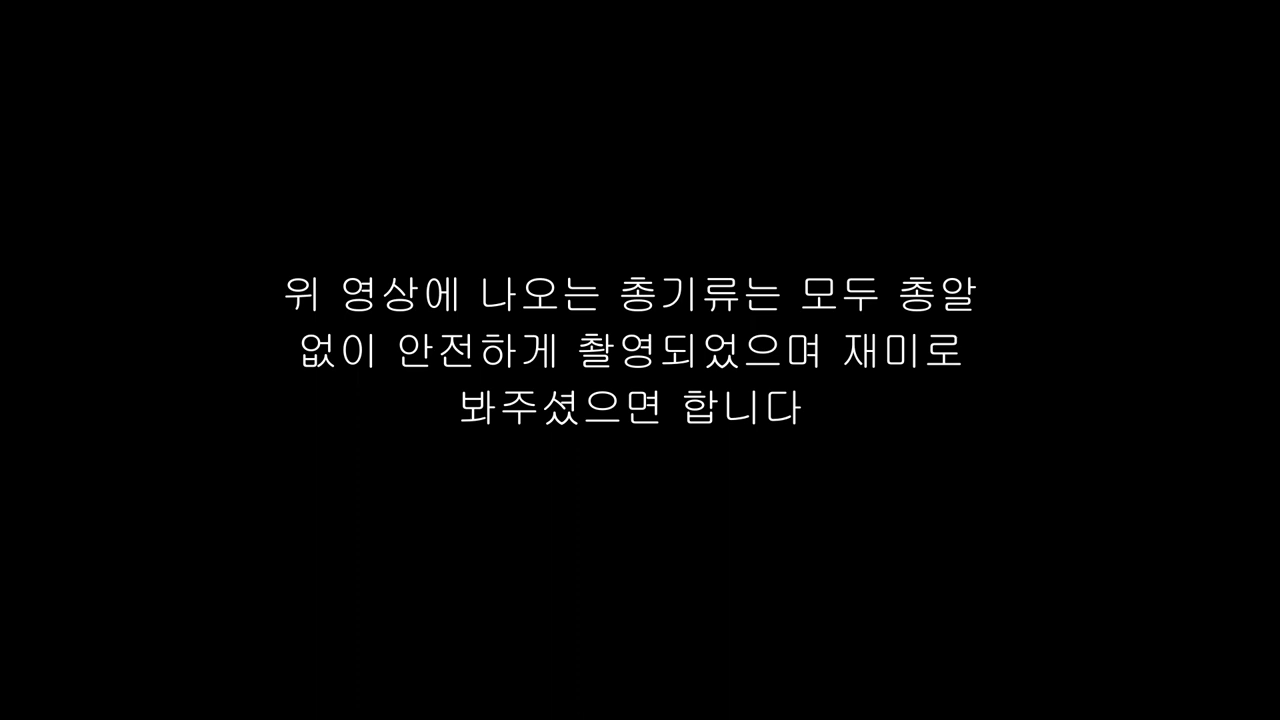 위 영상에 나오는 총기류는 모두 총알
없이 안전하게 촬영되었으며 재미로
봐주셨으면 합니다